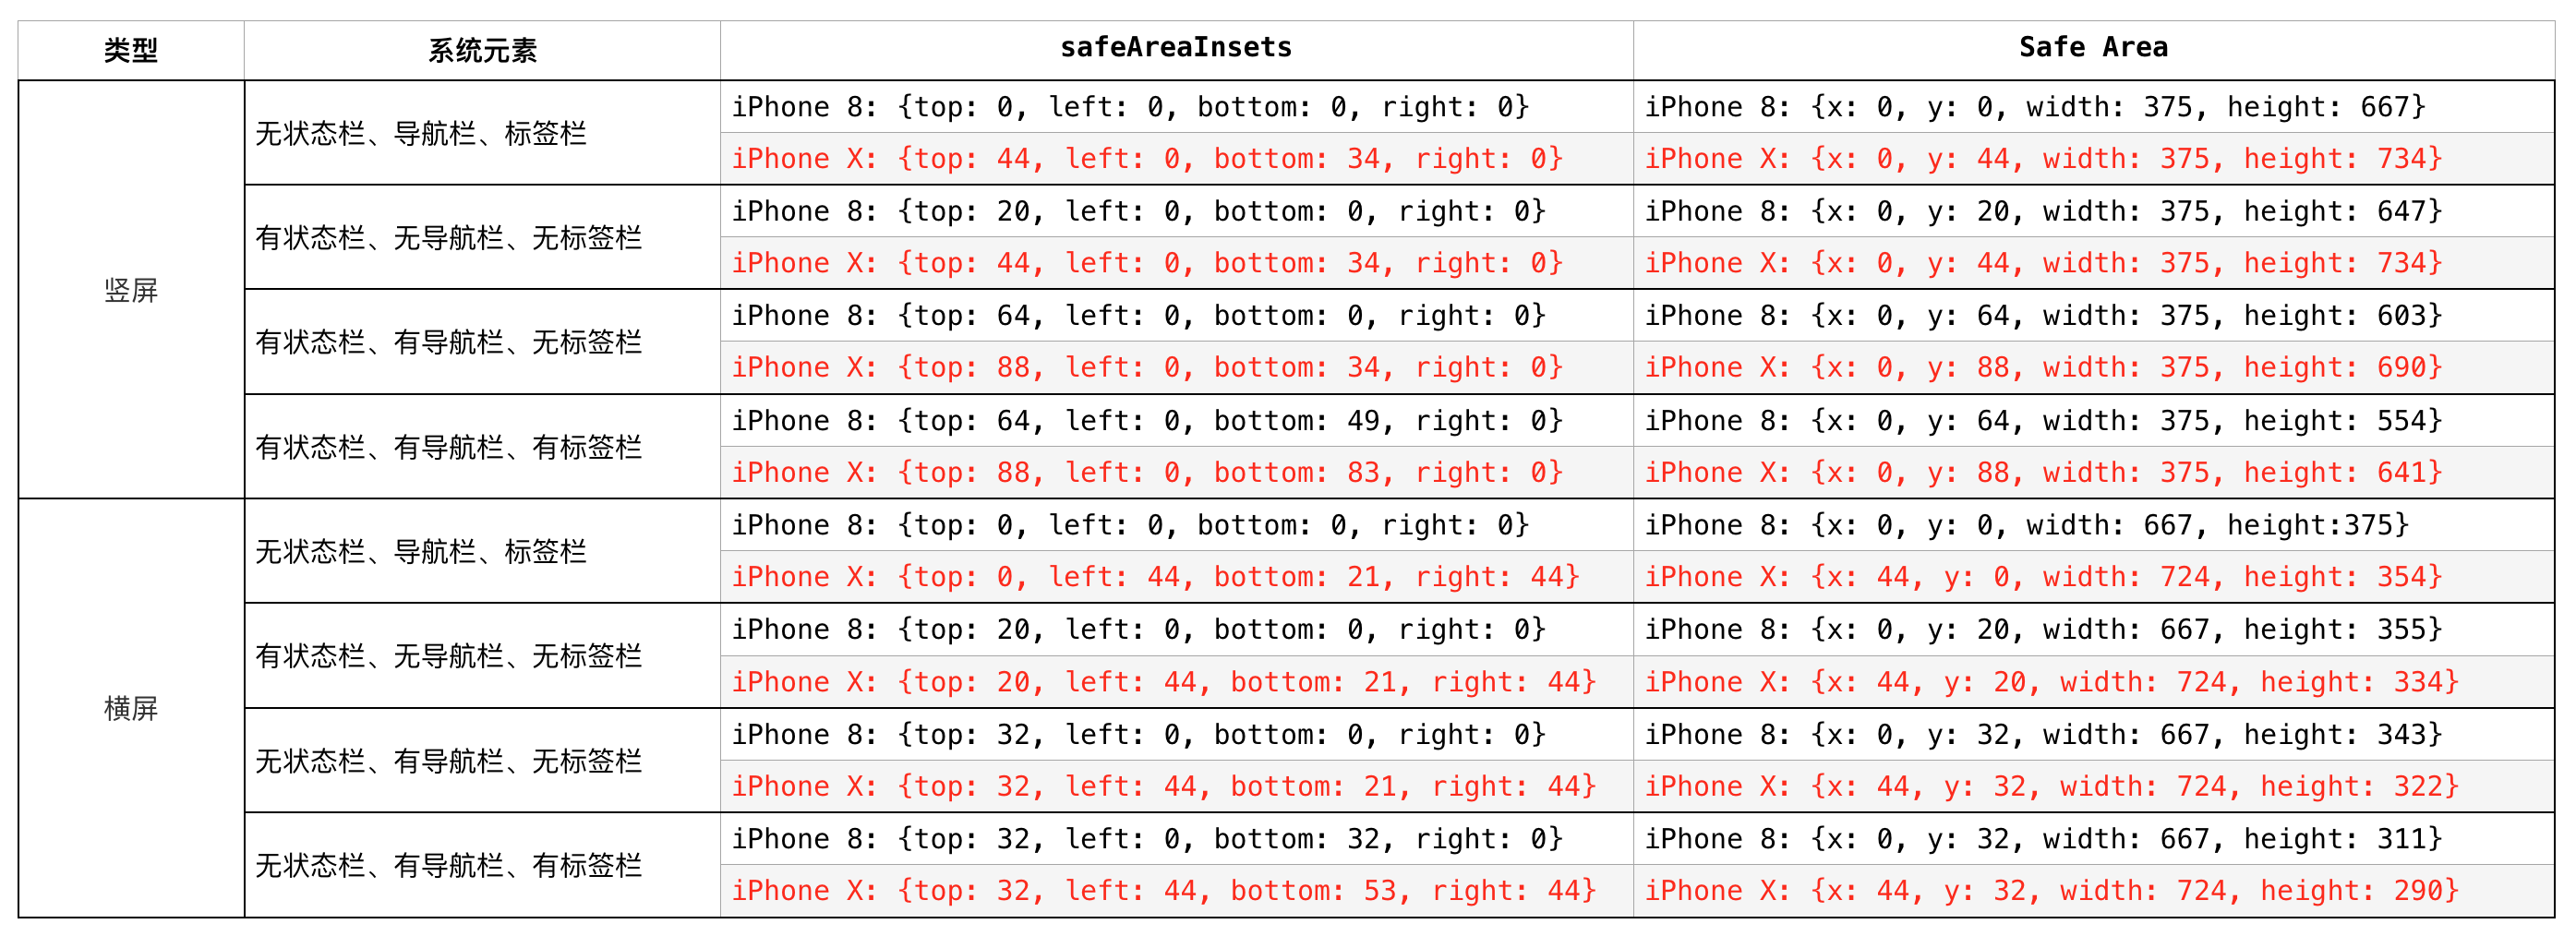 类型 系统元素 safeAreaInsets Safe Area
竖屏
无状态栏、导航栏、标签栏
iPhone 8: {top: 0, left: 0, bottom: 0, right: 0} iPhone 8: {x: 0, y: 0, width: 375, height: 667}
iPhone X: {top: 44, left: 0, bottom: 34, right: 0} iPhone X: {x: 0, y: 44, width: 375, height: 734}
有状态栏、无导航栏、无标签栏
iPhone 8: {top: 20, left: 0, bottom: 0, right: 0} iPhone 8: {x: 0, y: 20, width: 375, height: 647}
iPhone X: {top: 44, left: 0, bottom: 34, right: 0} iPhone X: {x: 0, y: 44, width: 375, height: 734}
有状态栏、有导航栏、无标签栏
iPhone 8: {top: 64, left: 0, bottom: 0, right: 0} iPhone 8: {x: 0, y: 64, width: 375, height: 603}
iPhone X: {top: 88, left: 0, bottom: 34, right: 0} iPhone X: {x: 0, y: 88, width: 375, height: 690}
有状态栏、有导航栏、有标签栏
iPhone 8: {top: 64, left: 0, bottom: 49, right: 0} iPhone 8: {x: 0, y: 64, width: 375, height: 554}
iPhone X: {top: 88, left: 0, bottom: 83, right: 0} iPhone X: {x: 0, y: 88, width: 375, height: 641}
横屏
无状态栏、导航栏、标签栏
iPhone 8: {top: 0, left: 0, bottom: 0, right: 0} iPhone 8: {x: 0, y: 0, width: 667, height:375}
iPhone X: {top: 0, left: 44, bottom: 21, right: 44} iPhone X: {x: 44, y: 0, width: 724, height: 354}
有状态栏、无导航栏、无标签栏
iPhone 8: {top: 20, left: 0, bottom: 0, right: 0} iPhone 8: {x: 0, y: 20, width: 667, height: 355}
iPhone X: {top: 20, left: 44, bottom: 21, right: 44} iPhone X: {x: 44, y: 20, width: 724, height: 334}
无状态栏、有导航栏、无标签栏
iPhone 8: {top: 32, left: 0, bottom: 0, right: 0} iPhone 8: {x: 0, y: 32, width: 667, height: 343}
iPhone X: {top: 32, left: 44, bottom: 21, right: 44} iPhone X: {x: 44, y: 32, width: 724, height: 322}
无状态栏、有导航栏、有标签栏
iPhone 8: {top: 32, left: 0, bottom: 32, right: 0} iPhone 8: {x: 0, y: 32, width: 667, height: 311}
iPhone X: {top: 32, left: 44, bottom: 53, right: 44} iPhone X: {x: 44, y: 32, width: 724, height: 290}